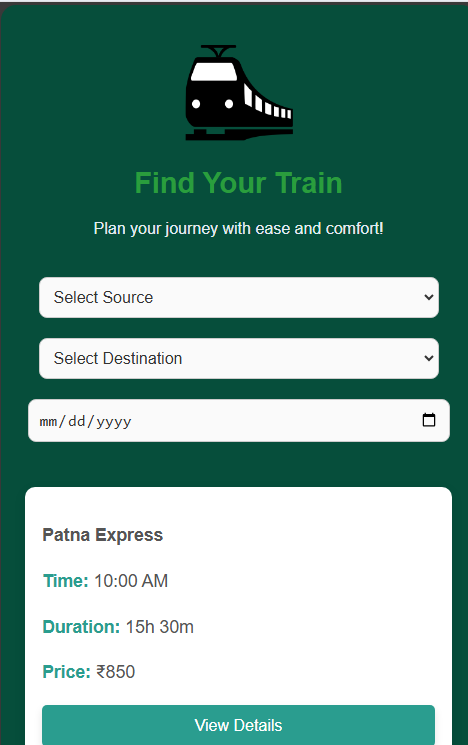 Find Your Train
Plan your journey with ease and comfort!
Select Source
Select Destination
mm/dd/yyyy
Patna Express
Time: 10:00 AM
Duration: 15h 30m
Price: ₹850
View Details